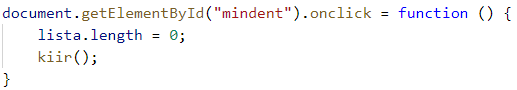 document.getElementById("mindent").onclick = function () {
    lista.length = 0;
    kiir();
}